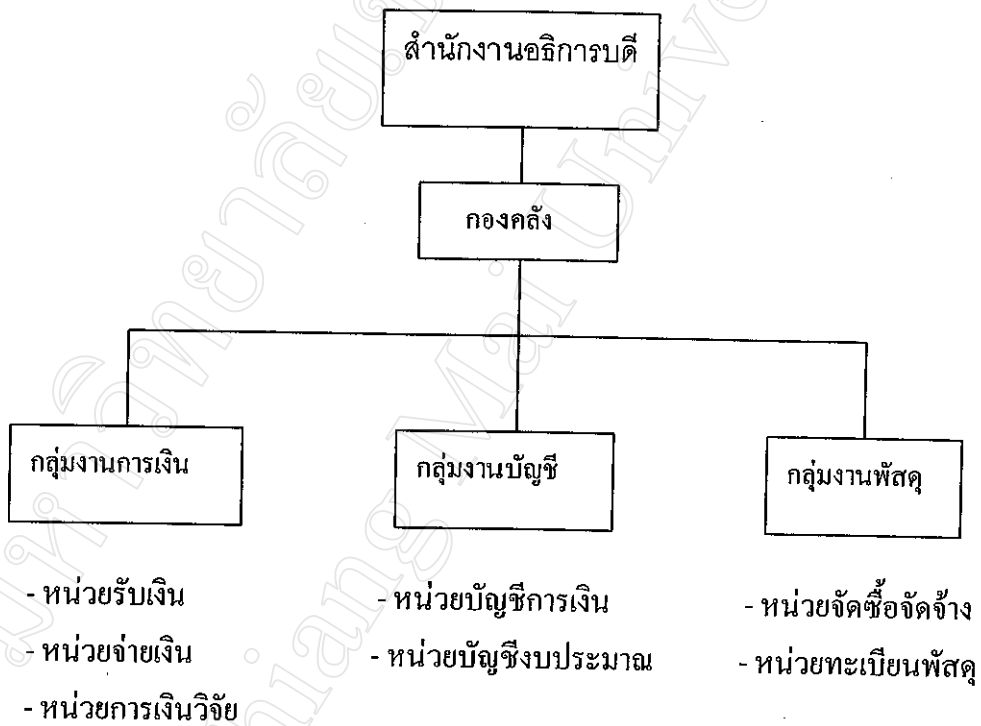 สำนักงานอธิการบดี
กองคลัง
กลุ่มงานการเงิน
กลุ่มงานบัญชี
กลุ่มงานพัสดุ
- หน่วยรับเงิน
- หน่วยจ่ายเงิน
- หน่วยการเงินวิจัย
- หน่วยบัญชีการเงิน
- หน่วยบัญชีงบประมาณ
- หน่วยจัดซื้อจัดจ้าง
- หน่วยทะเบียนพัสดุ